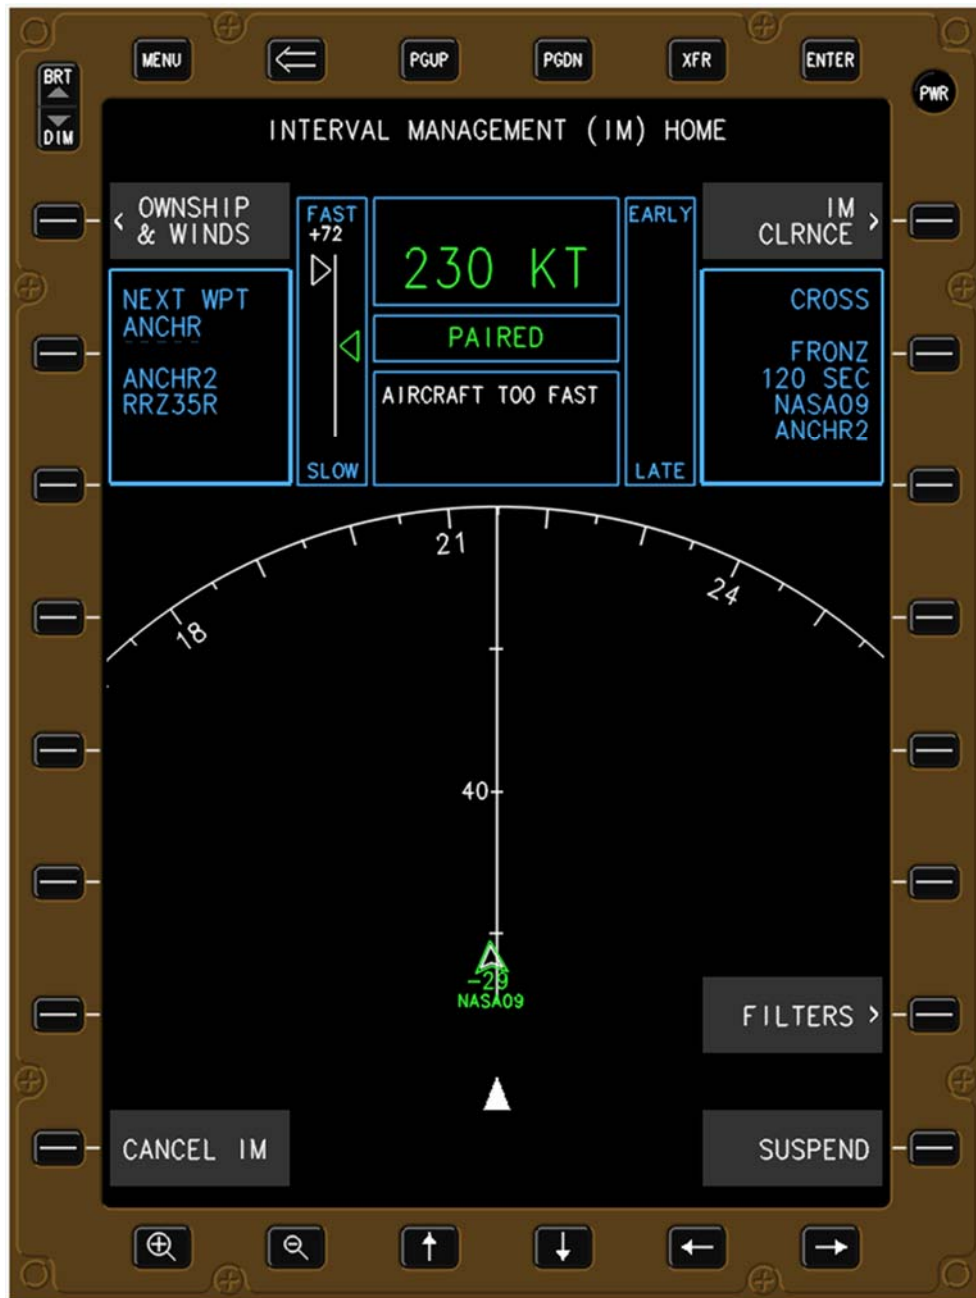 MENU
PGUP
PGDN
XFR
ENTER
BRT
DIM
PWR
INTERVAL MANAGEMENT (IM) HOME
< OWNSHIP
& WINDS
NEXT WPT
ANCHR
ANCHR2
RRZ35R
FAST
+72
SLOW
230 KT
PAIRED
AIRCRAFT TOO FAST
EARLY
LATE
IM >
CLRNCE
CROSS
FRONZ
120 SEC
NASA09
ANCHR2
18
21
24
40
-29
NASA09
FILTERS >
CANCEL IM
SUSPEND